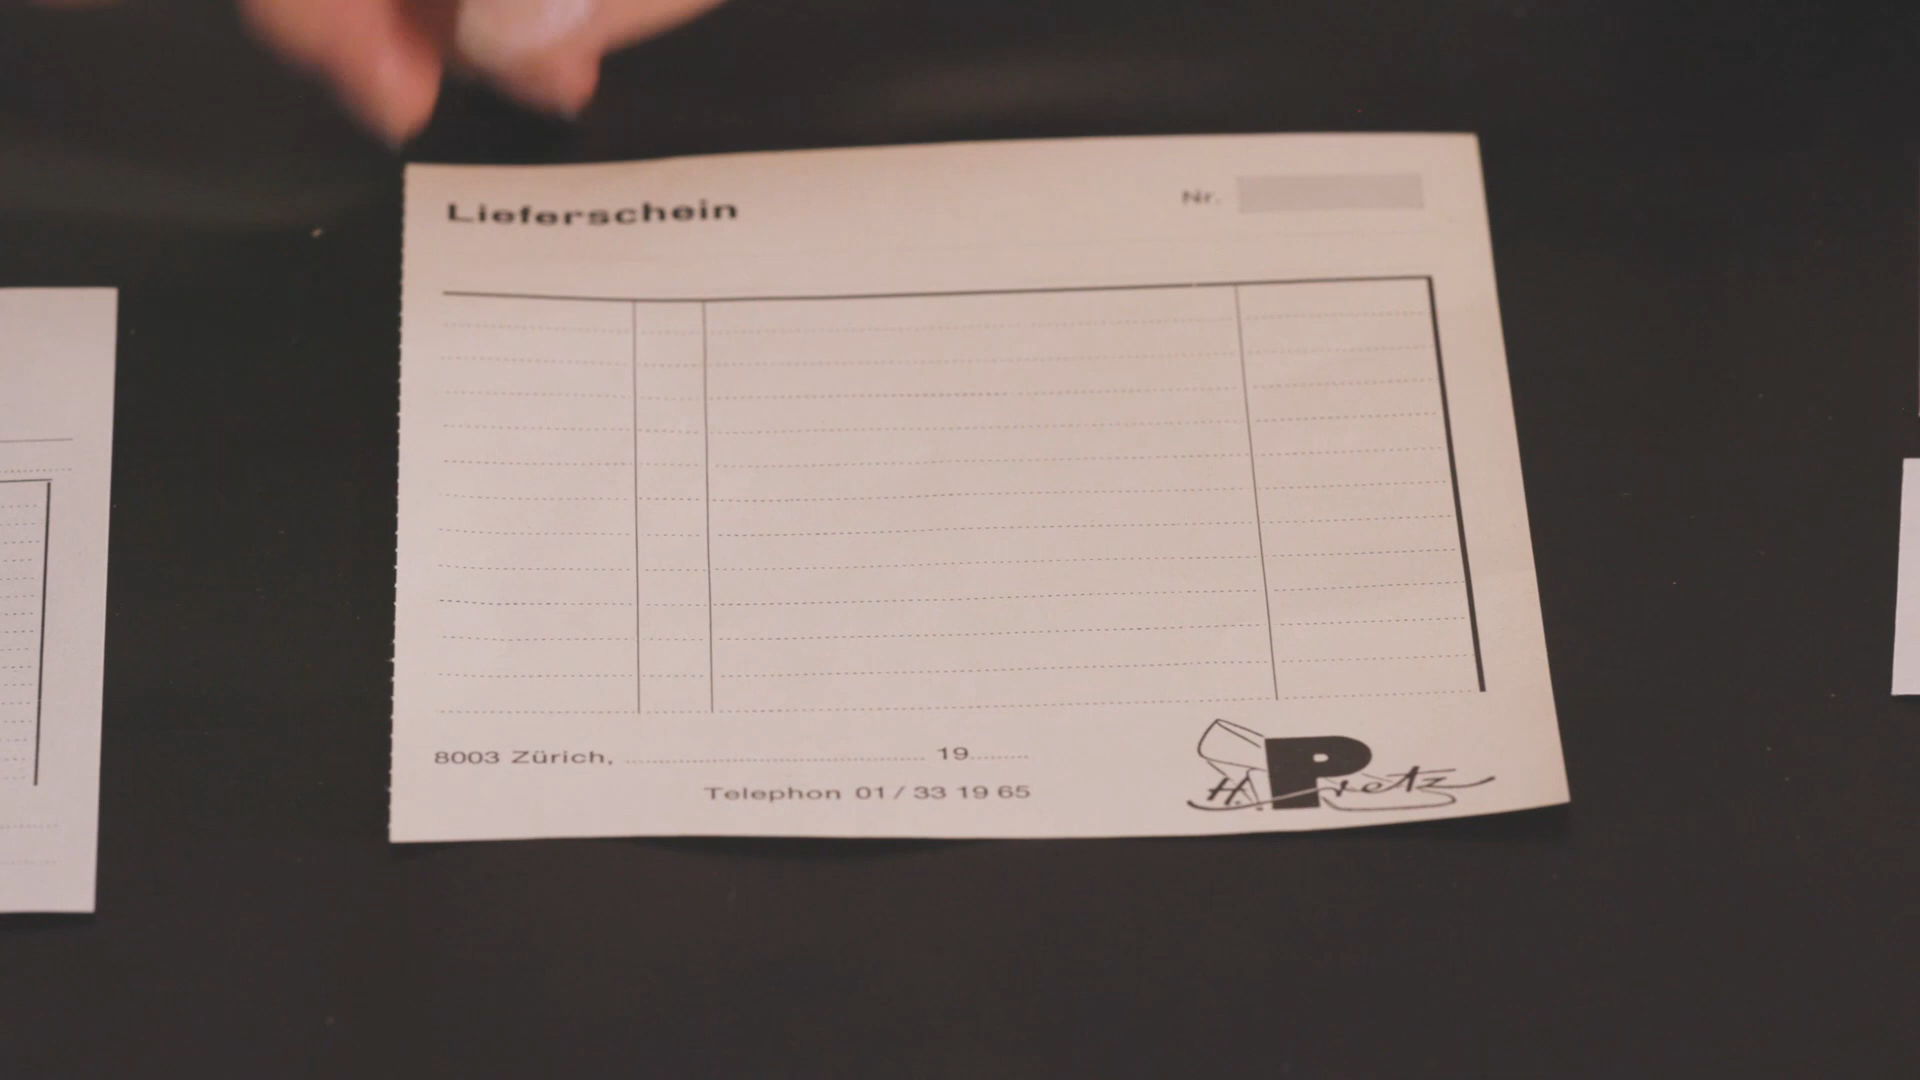 Lieferschein
Nr.
8003 Zürich, 19
Telephon 01/33 19 65
H. Pretz